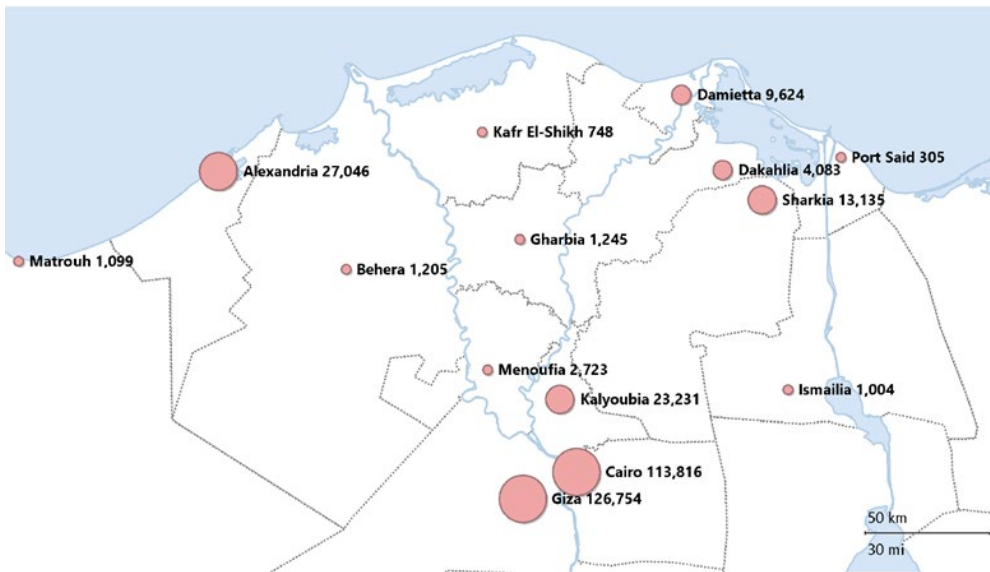 Damietta 9,624
Kafr El-Shikh 748
Port Said 305
Alexandria 27,046
Dakahlia 4,083
Sharkia 13,135
Gharbia 1,245
Matrouh 1,099
Behera 1,205
Menoufia 2,723
Ismailia 1,004
Kalyoubia 23,231
Cairo 113,816
Giza 126,754
50 km
30 mi